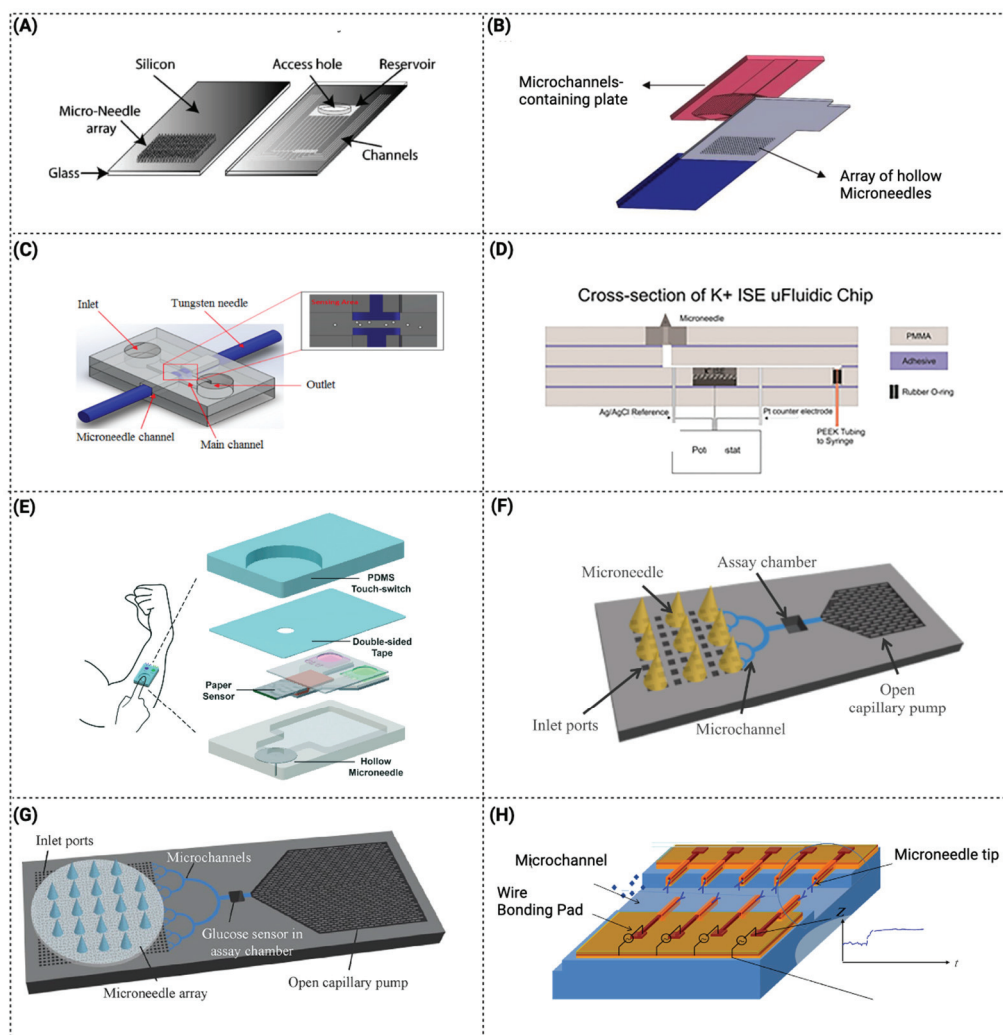 (A)
Silicon
Access hole
Reservoir
Micro-Needle
array
Glass
Channels
(B)
Microchannels-
containing plate
Array of hollow
Microneedles
(C)
Inlet
Tungsten needle
Outlet
Microneedle channel
Main channel
(D)
Cross-section of K+ ISE uFluidic Chip
Microneedle
PMMA
Adhesive
Rubber O-ring
Ag/AgCl Reference
Pt counter electrode
PEEK Tubing
to Syringe
Pot stat
(E)
PDMS
Touch-switch
Double-sided
Tape
Paper
Sensor
Hollow
Microneedle
(F)
Microneedle
Assay chamber
Inlet ports
Microchannel
Open
capillary pump
(G)
Inlet ports
Microchannels
Glucose sensor in
assay chamber
Microneedle array
Open capillary pump
(H)
Microchannel
Microneedle tip
Wire
Bonding Pad
Z
t